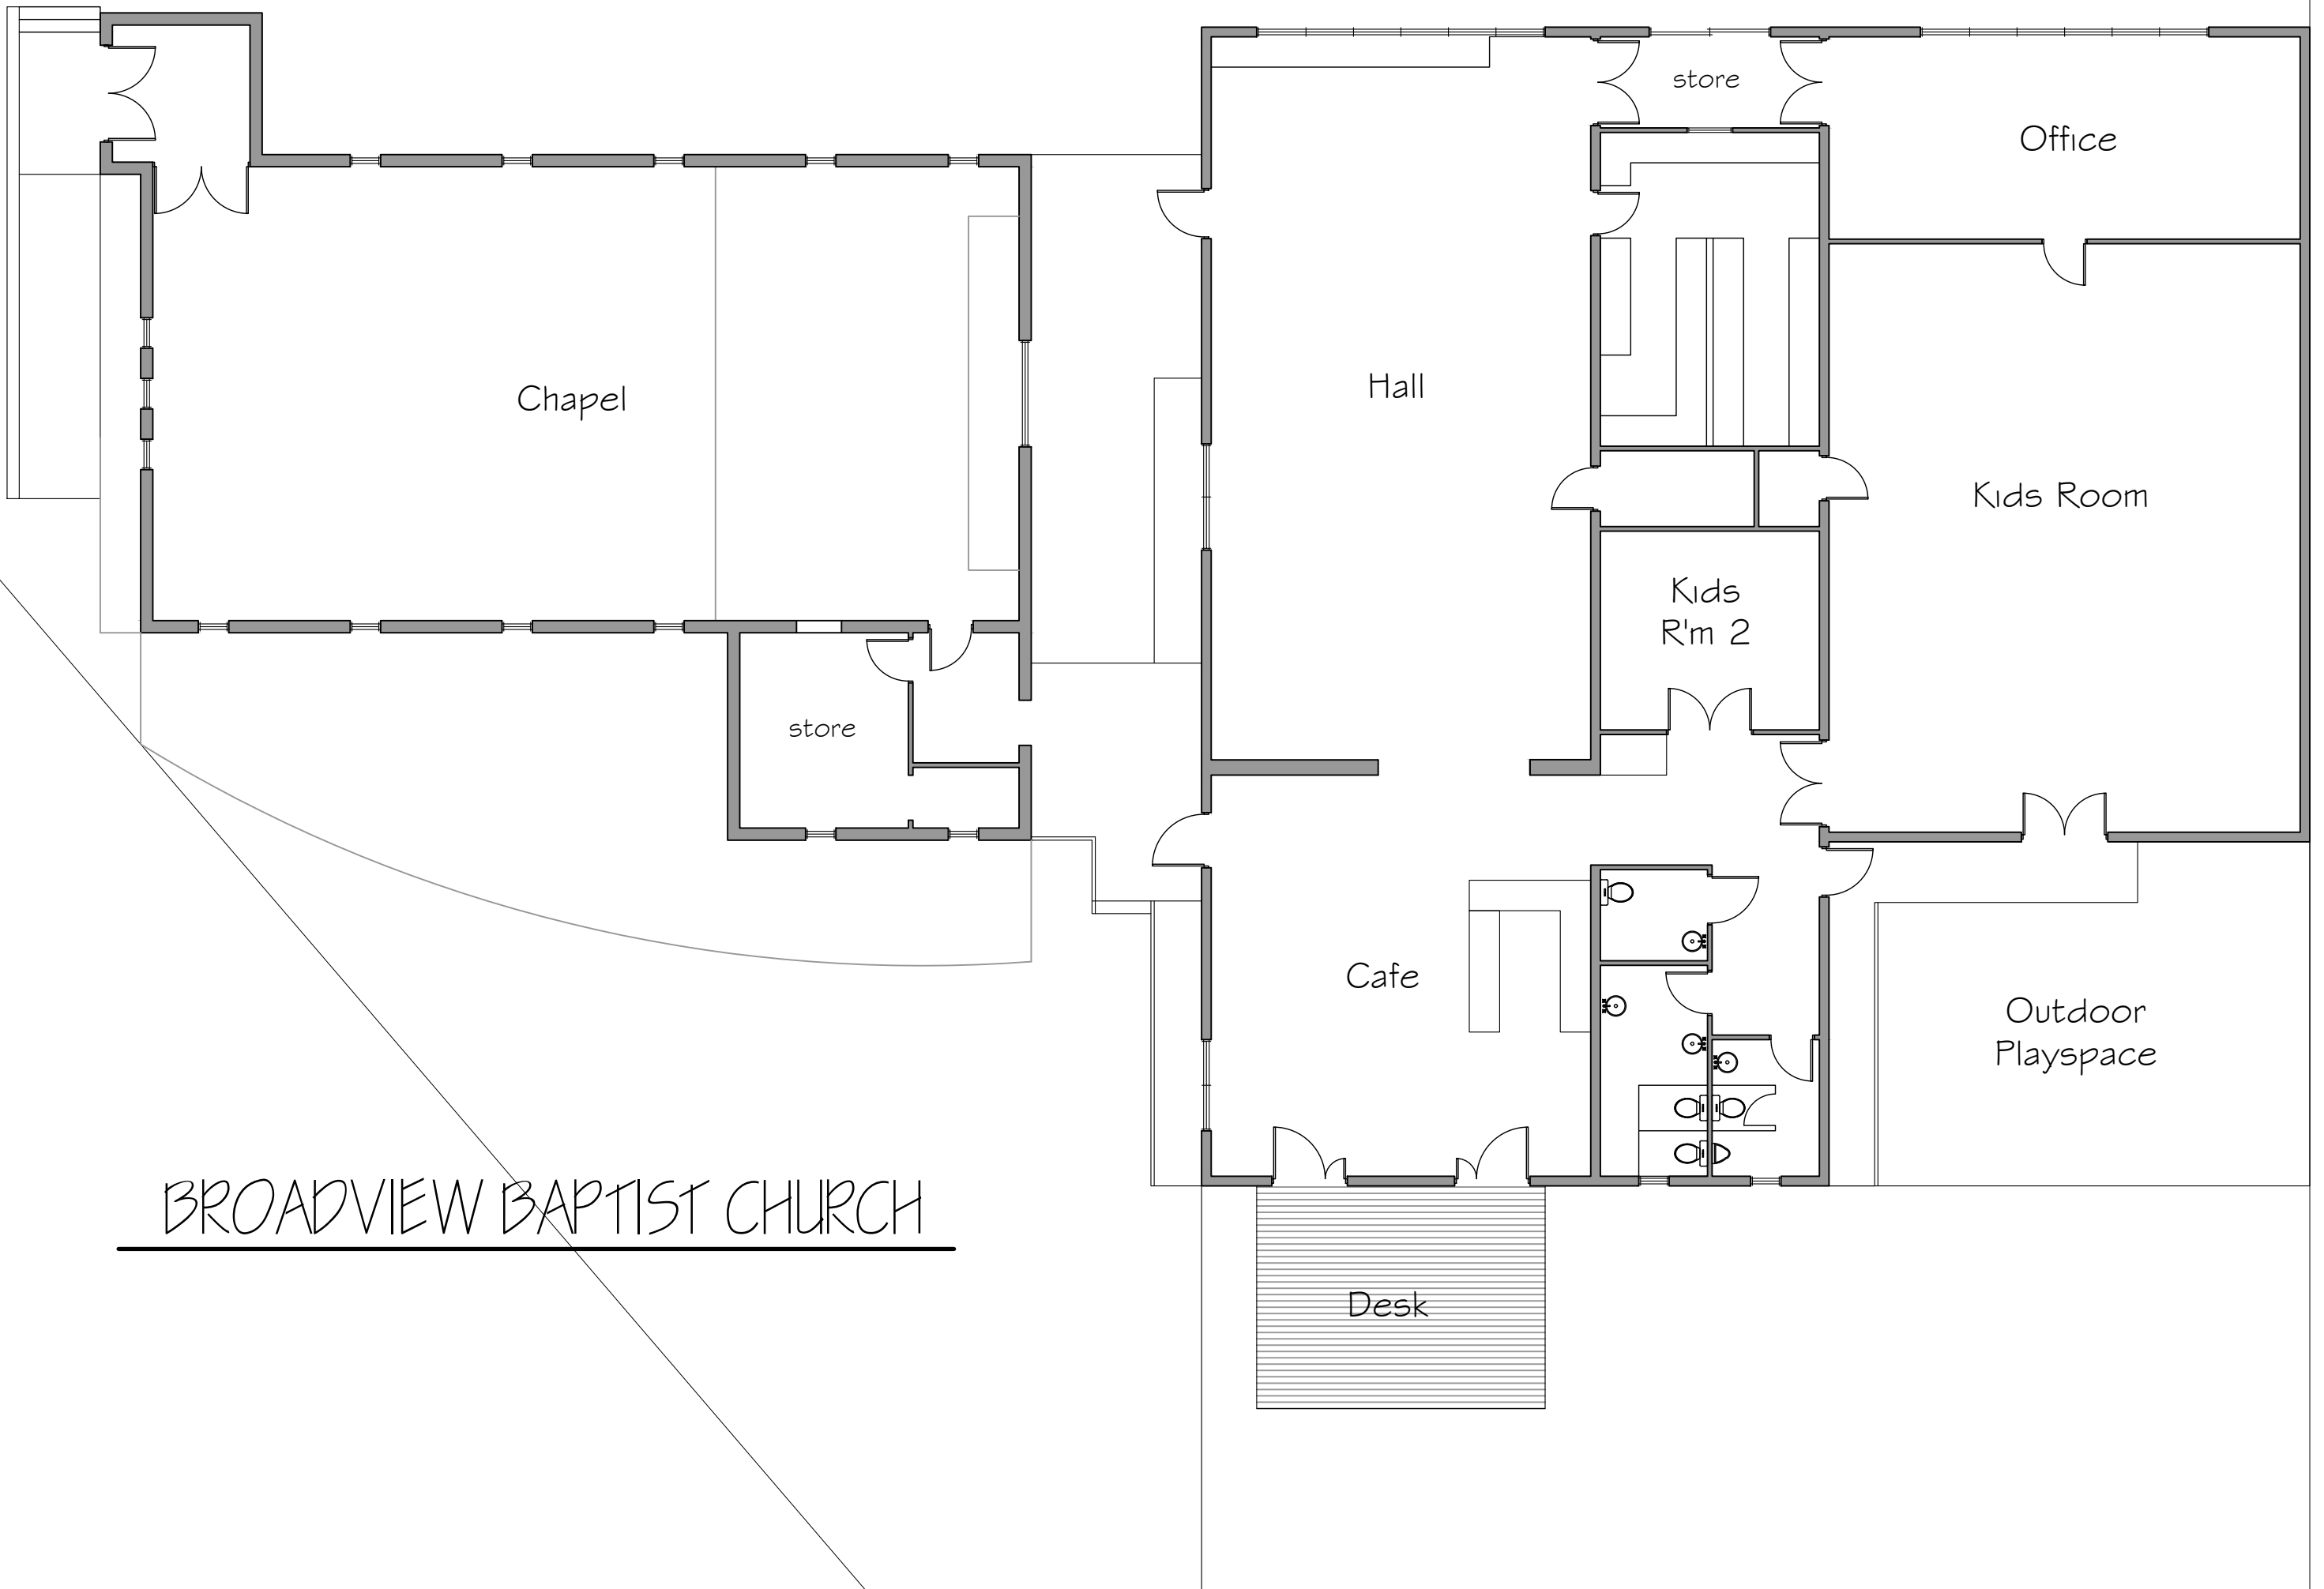 store
Office
Chapel
Hall
Kids Room
Kids
R'm 2
store
Cafe
Outdoor
Playspace
BROADVIEW BAPTIST CHURCH
Desk